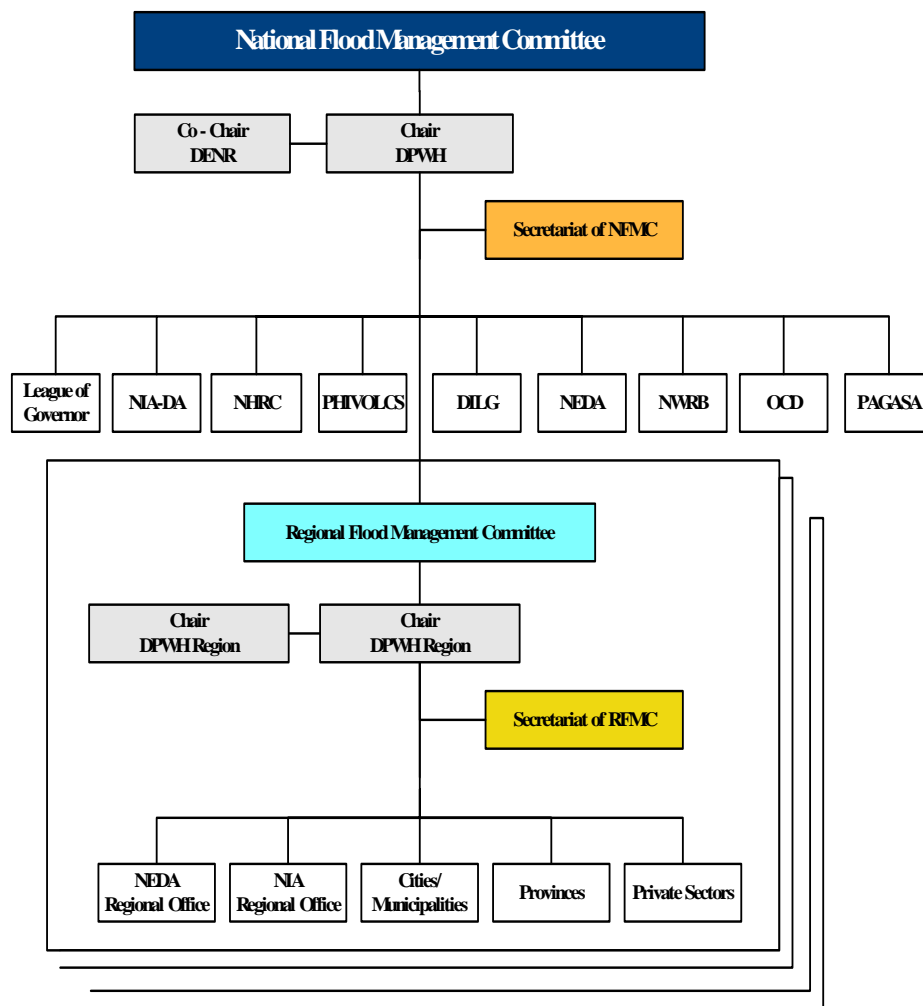 National Flood Management Committee
Co - Chair
DENR
Chair
DPWH
Secretariat of NFMC
League of
Governor
NIA-DA
NHRC
PHIVOLCS
DILG
NEDA
NWRB
OCD
PAGASA
Regional Flood Management Committee
Chair
DPWH Region
Chair
DPWH Region
Secretariat of RFMC
NEDA
Regional Office
NIA
Regional Office
Cities/
Municipalities
Provinces
Private Sectors